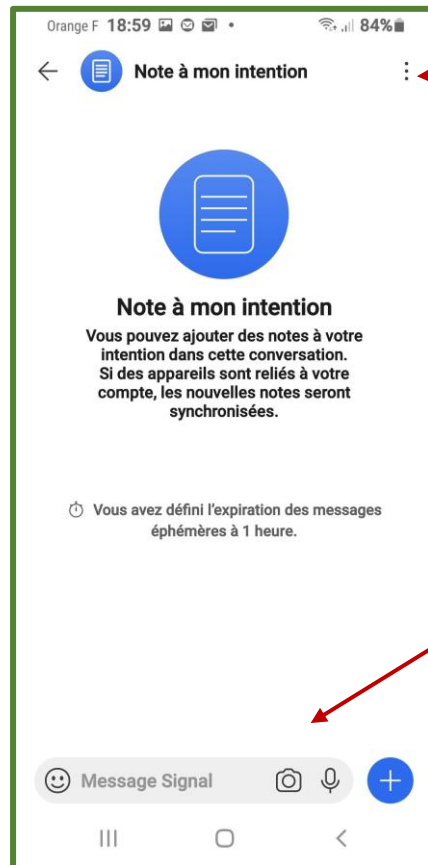 Orange F 18:59 84%
Note à mon intention
Note à mon intention
Vous pouvez ajouter des notes à votre
intention dans cette conversation.
Si des appareils sont reliés à votre
compte, les nouvelles notes seront
synchronisées.
Vous avez défini l'expiration des messages
éphémères à 1 heure.
Message Signal